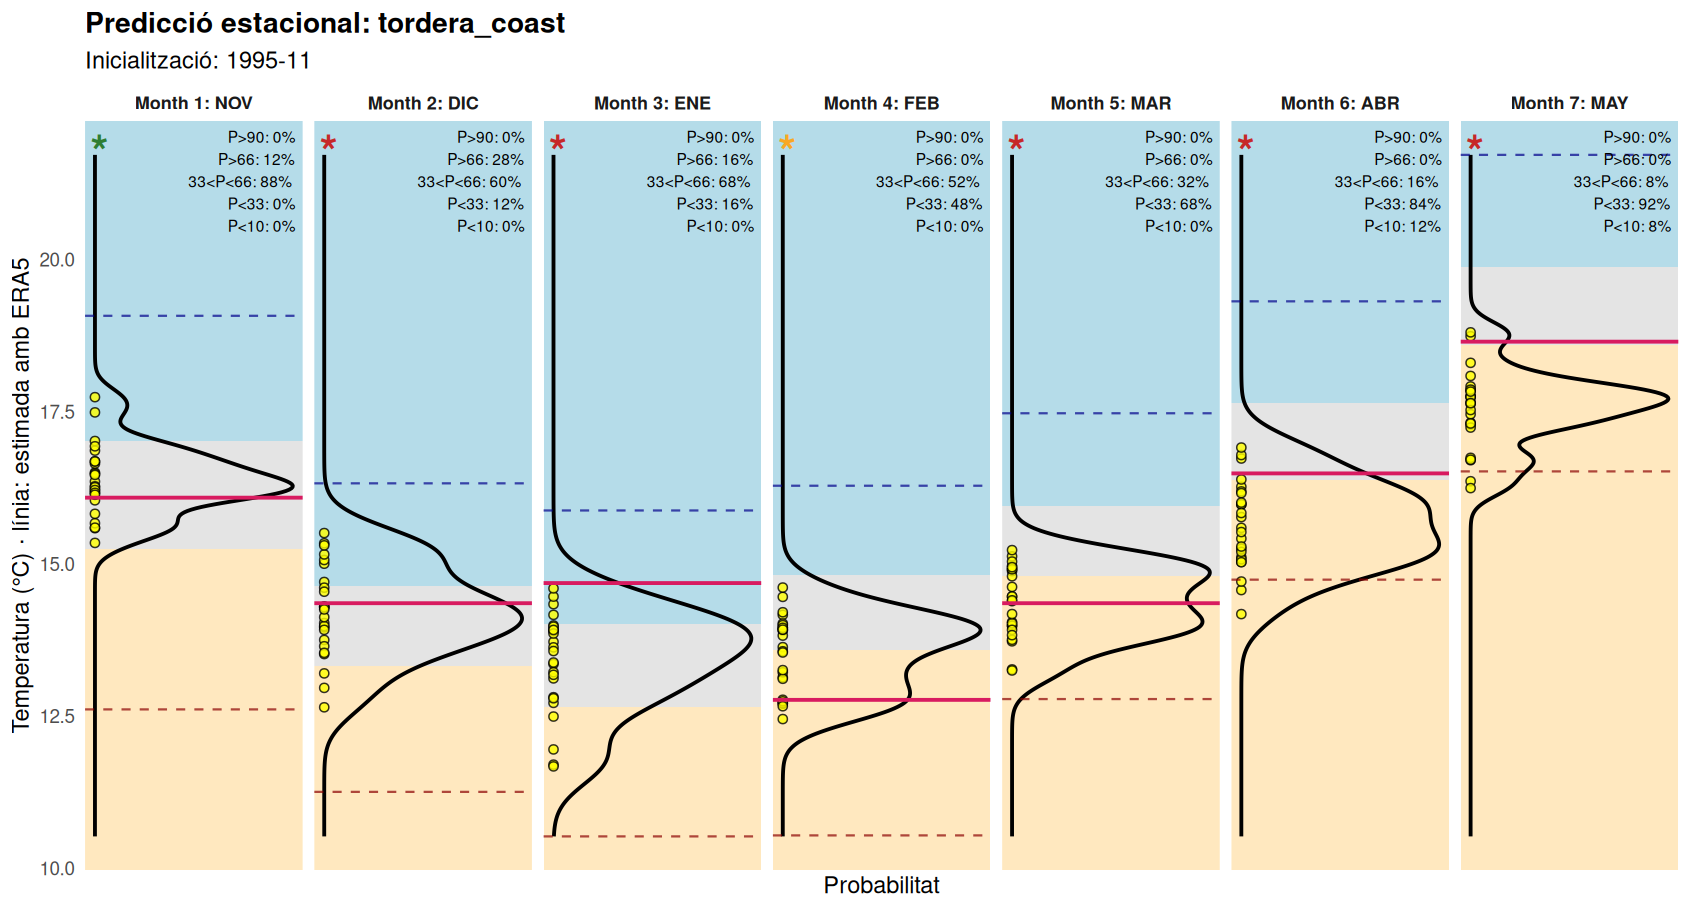 Predicció estacional: tordera_coast
Inicialització: 1995-11
Month 1: NOV
Month 2: DIC
Month 3: ENE
Month 4: FEB
Month 5: MAR
Month 6: ABR
Month 7: MAY
*
P>90: 0%
P>66: 12%
33<P<66: 88%
P<33: 0%
P<10: 0%
*
P>90: 0%
P>66: 28%
33<P<66: 60%
P<33: 12%
P<10: 0%
*
P>90: 0%
P>66: 16%
33<P<66: 68%
P<33: 16%
P<10: 0%
*
P>90: 0%
P>66: 0%
33<P<66: 52%
P<33: 48%
P<10: 0%
*
P>90: 0%
P>66: 0%
33<P<66: 32%
P<33: 68%
P<10: 0%
*
P>90: 0%
P>66: 0%
33<P<66: 16%
P<33: 84%
P<10: 12%
*
P>90: 0%
P>66: 0%
33<P<66: 8%
P<33: 92%
P<10: 8%
Temperatura (°C) · línia: estimada amb ERA5
20.0
17.5
15.0
12.5
10.0
Probabilitat